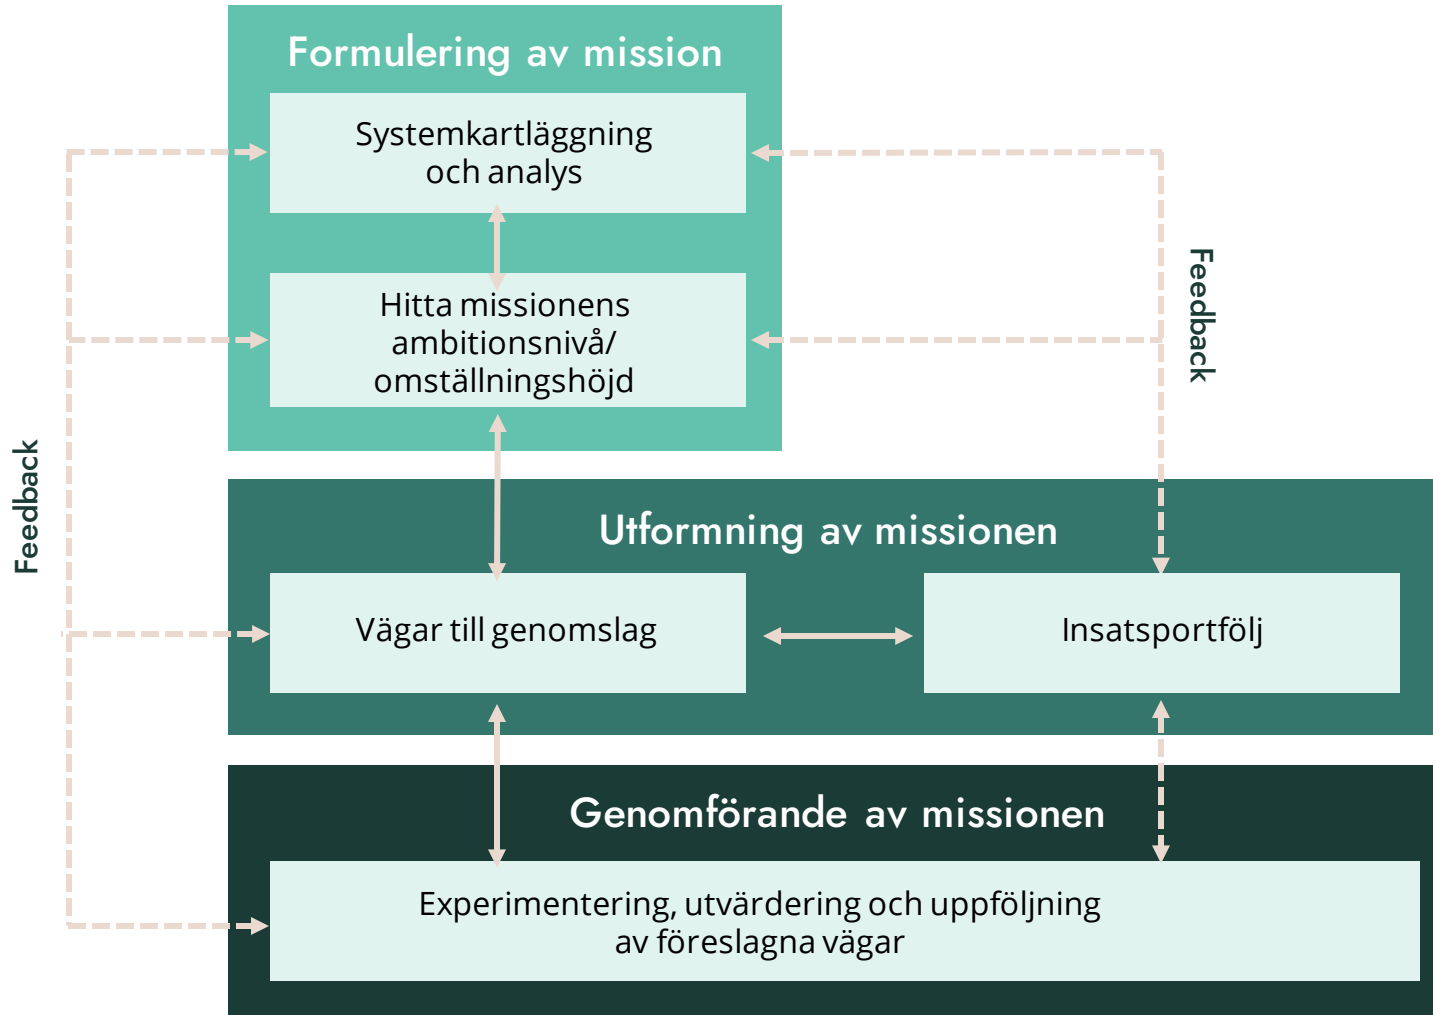 Formulering av mission
Systemkartläggning
och analys
Hitta missionens
ambitionsnivå/
omställningshöjd
Feedback
Feedback
Utformning av missionen
Vägar till genomslag
Insatsportfölj
Genomförande av missionen
Experimentering, utvärdering och uppföljning
av föreslagna vägar